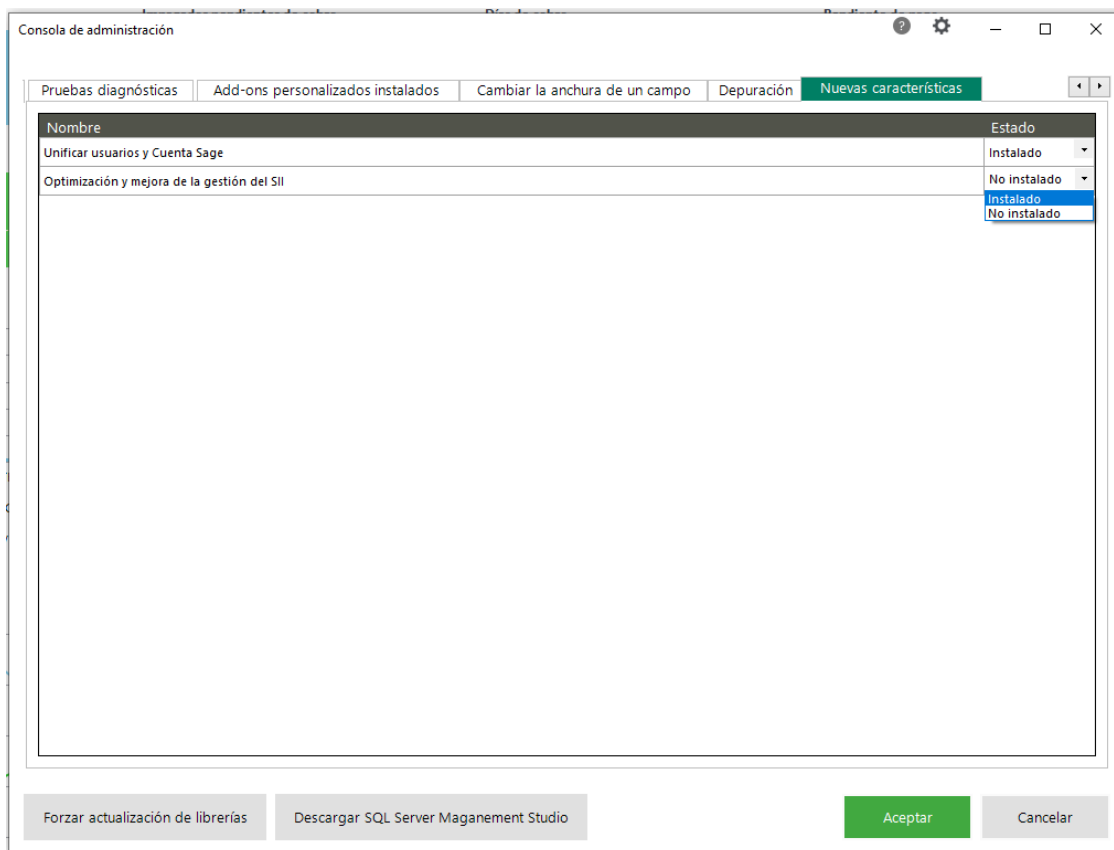 Consola de administración
Pruebas diagnósticas
Add-ons personalizados instalados
Cambiar la anchura de un campo
Depuración
Nuevas características
Nombre Estado
Unificar usuarios y Cuenta Sage Instalado
Optimización y mejora de la gestión del SII No instalado
Instalado
No instalado
Forzar actualización de librerías
Descargar SQL Server Maganement Studio
Aceptar
Cancelar